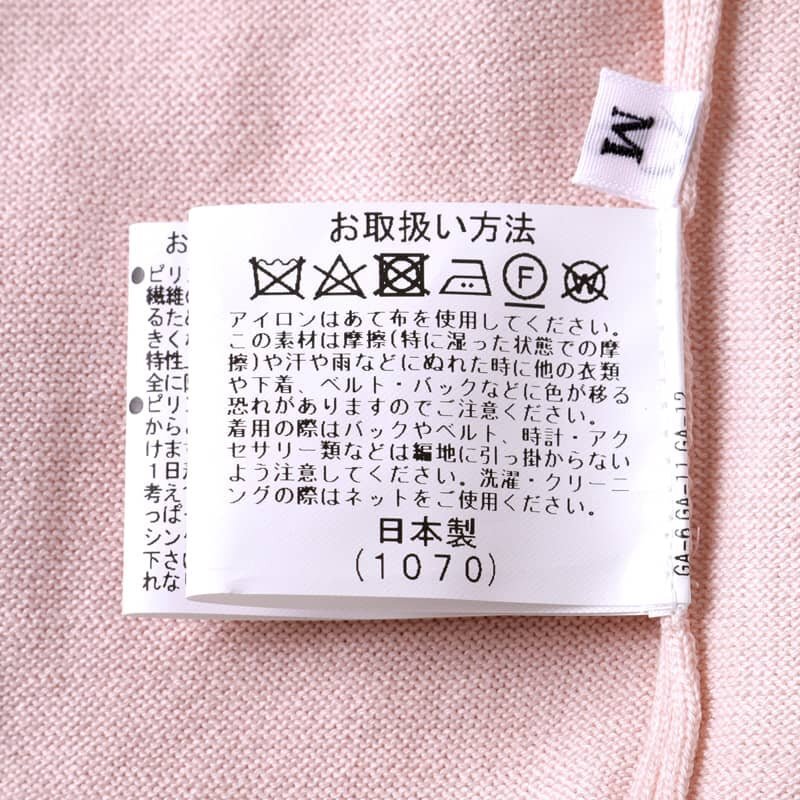 M
お取扱い方法
F
W
アイロンはあて布を使用してください。
この素材は摩擦(特に湿った状態での摩
擦)や汗や雨などにぬれた時に他の衣類
や下着、ベルト・バックなどに色が移る
恐れがありますのでご注意ください。
着用の際はバックやベルト、時計・アク
セサリー類などは編地に引っ掛からない
よう注意してください。洗濯・クリーニ
ングの際はネットをご使用ください。
日本製
(1070)
GA-6 GA-11 GA-12
お
●ピリ
繊維の
るため
きくな
特性
全に
●ピリ
から
けます
1日
考えて
っぱ
シン
下さ
れな